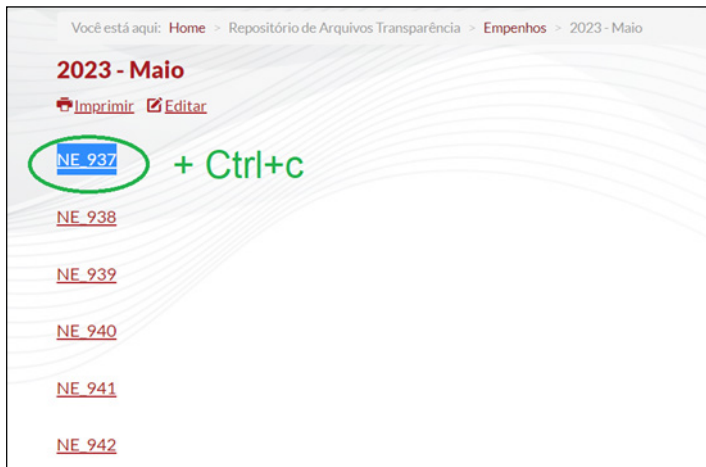 Você está aqui: Home > Repositório de Arquivos Transparência > Empenhos > 2023 - Maio
2023 - Maio
Imprimir Editar
NE_937 + Ctrl+c
NE_938
NE_939
NE_940
NE_941
NE_942